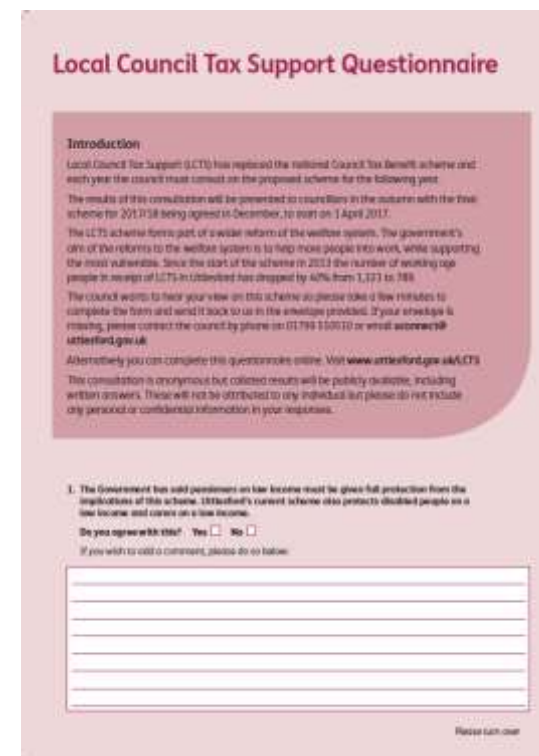 Local Council Tax Support Questionnaire
Introduction
Local Council Tax Support (LCTS) has replaced the national Council Tax Benefit scheme and
each year the council must consult on the proposed scheme for the following year.
The results of this consultation will be presented to councillors in the autumn with the final
scheme for 2017/18 being agreed in December, to start on 1 April 2017.
The LCTS scheme forms part of a wider reform of the welfare system. The government's
aim of the reforms to the welfare system is to help more people into work, while supporting
the most vulnerable. Since the start of the scheme in 2013 the number of working age
people in receipt of LCTS in Uttlesford has dropped by 40% from
The council wants to hear your view on this scheme so please take a few minutes to
complete the form and send it back to us in the envelope provided. If your envelope is
missing, please contact the council by phone on 01799 510510 or email uconnect@
uttlesford.gov.uk
Alternatively you can complete this questionnaire online. Visit www.uttlesford.gov.uk/LCTS
This consultation is anonymous but collated results will be publicly available, including
written answers. These will not be attributed to any individual but please do not include
any personal or confidential information in your responses.
1. The Government has said pensioners on low income must be given full protection from the
implications of this scheme. Uttlesford's current scheme also protects disabled people on a
low income and carers on a low income.
Do you agree with this? Yes No
If you wish to add a comment, please do so below:
Please turn over